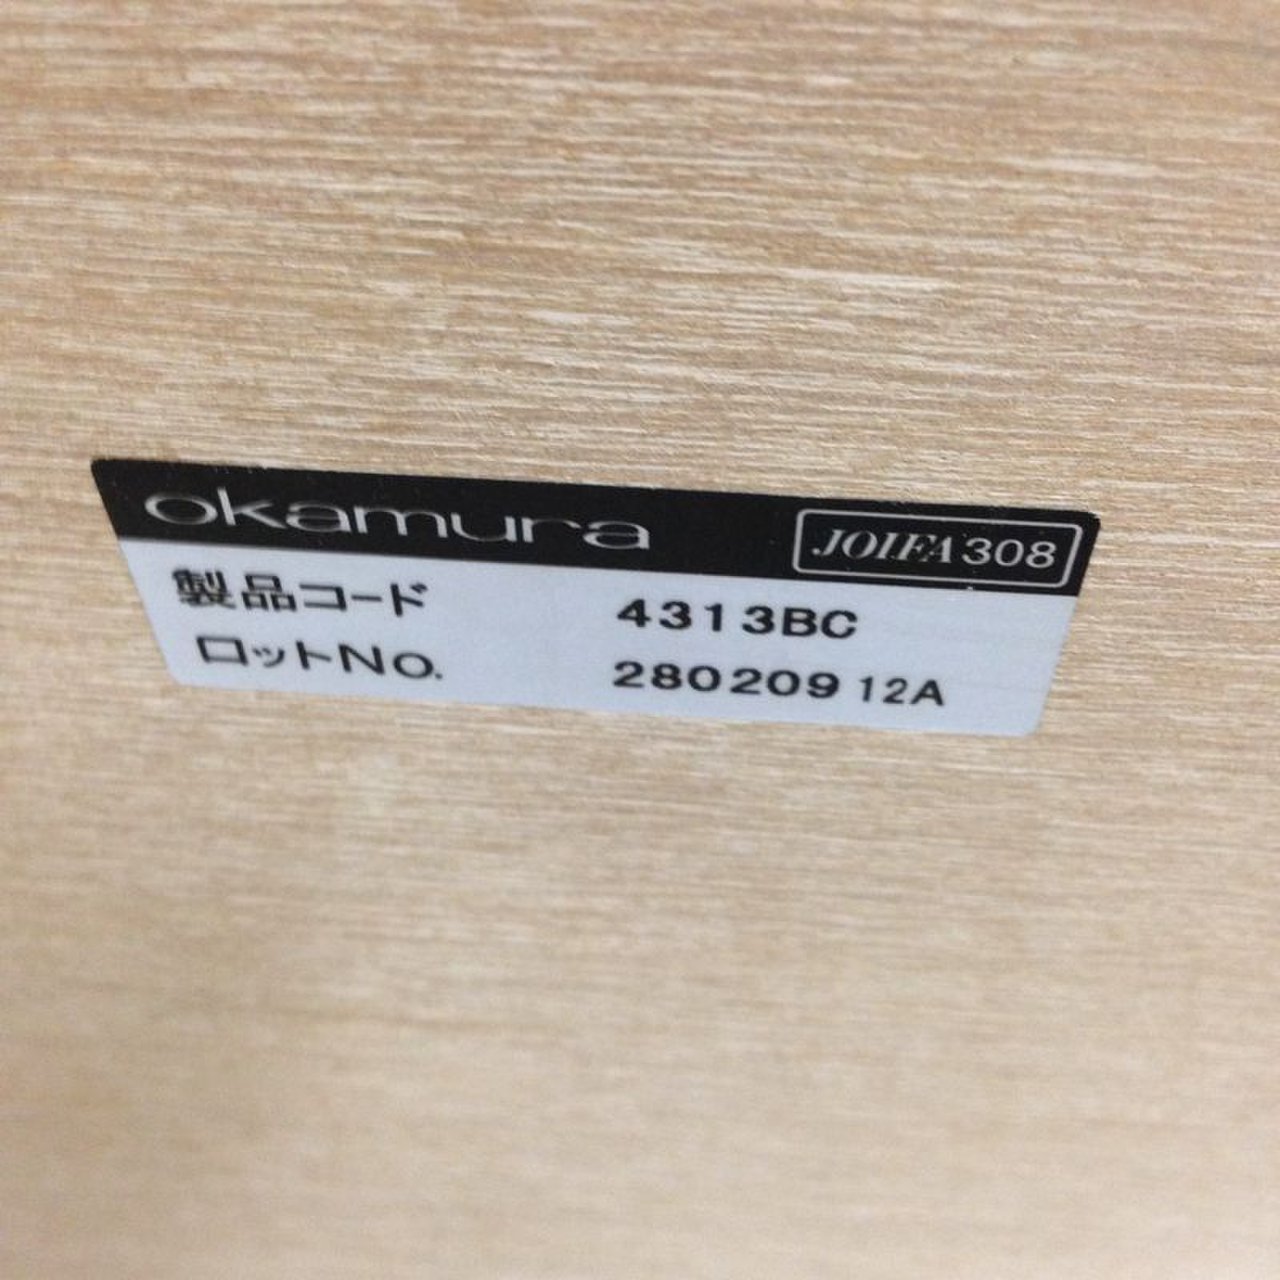 okamura JOIFA308
製品コード 4313BC
ロットNO. 280209 12A